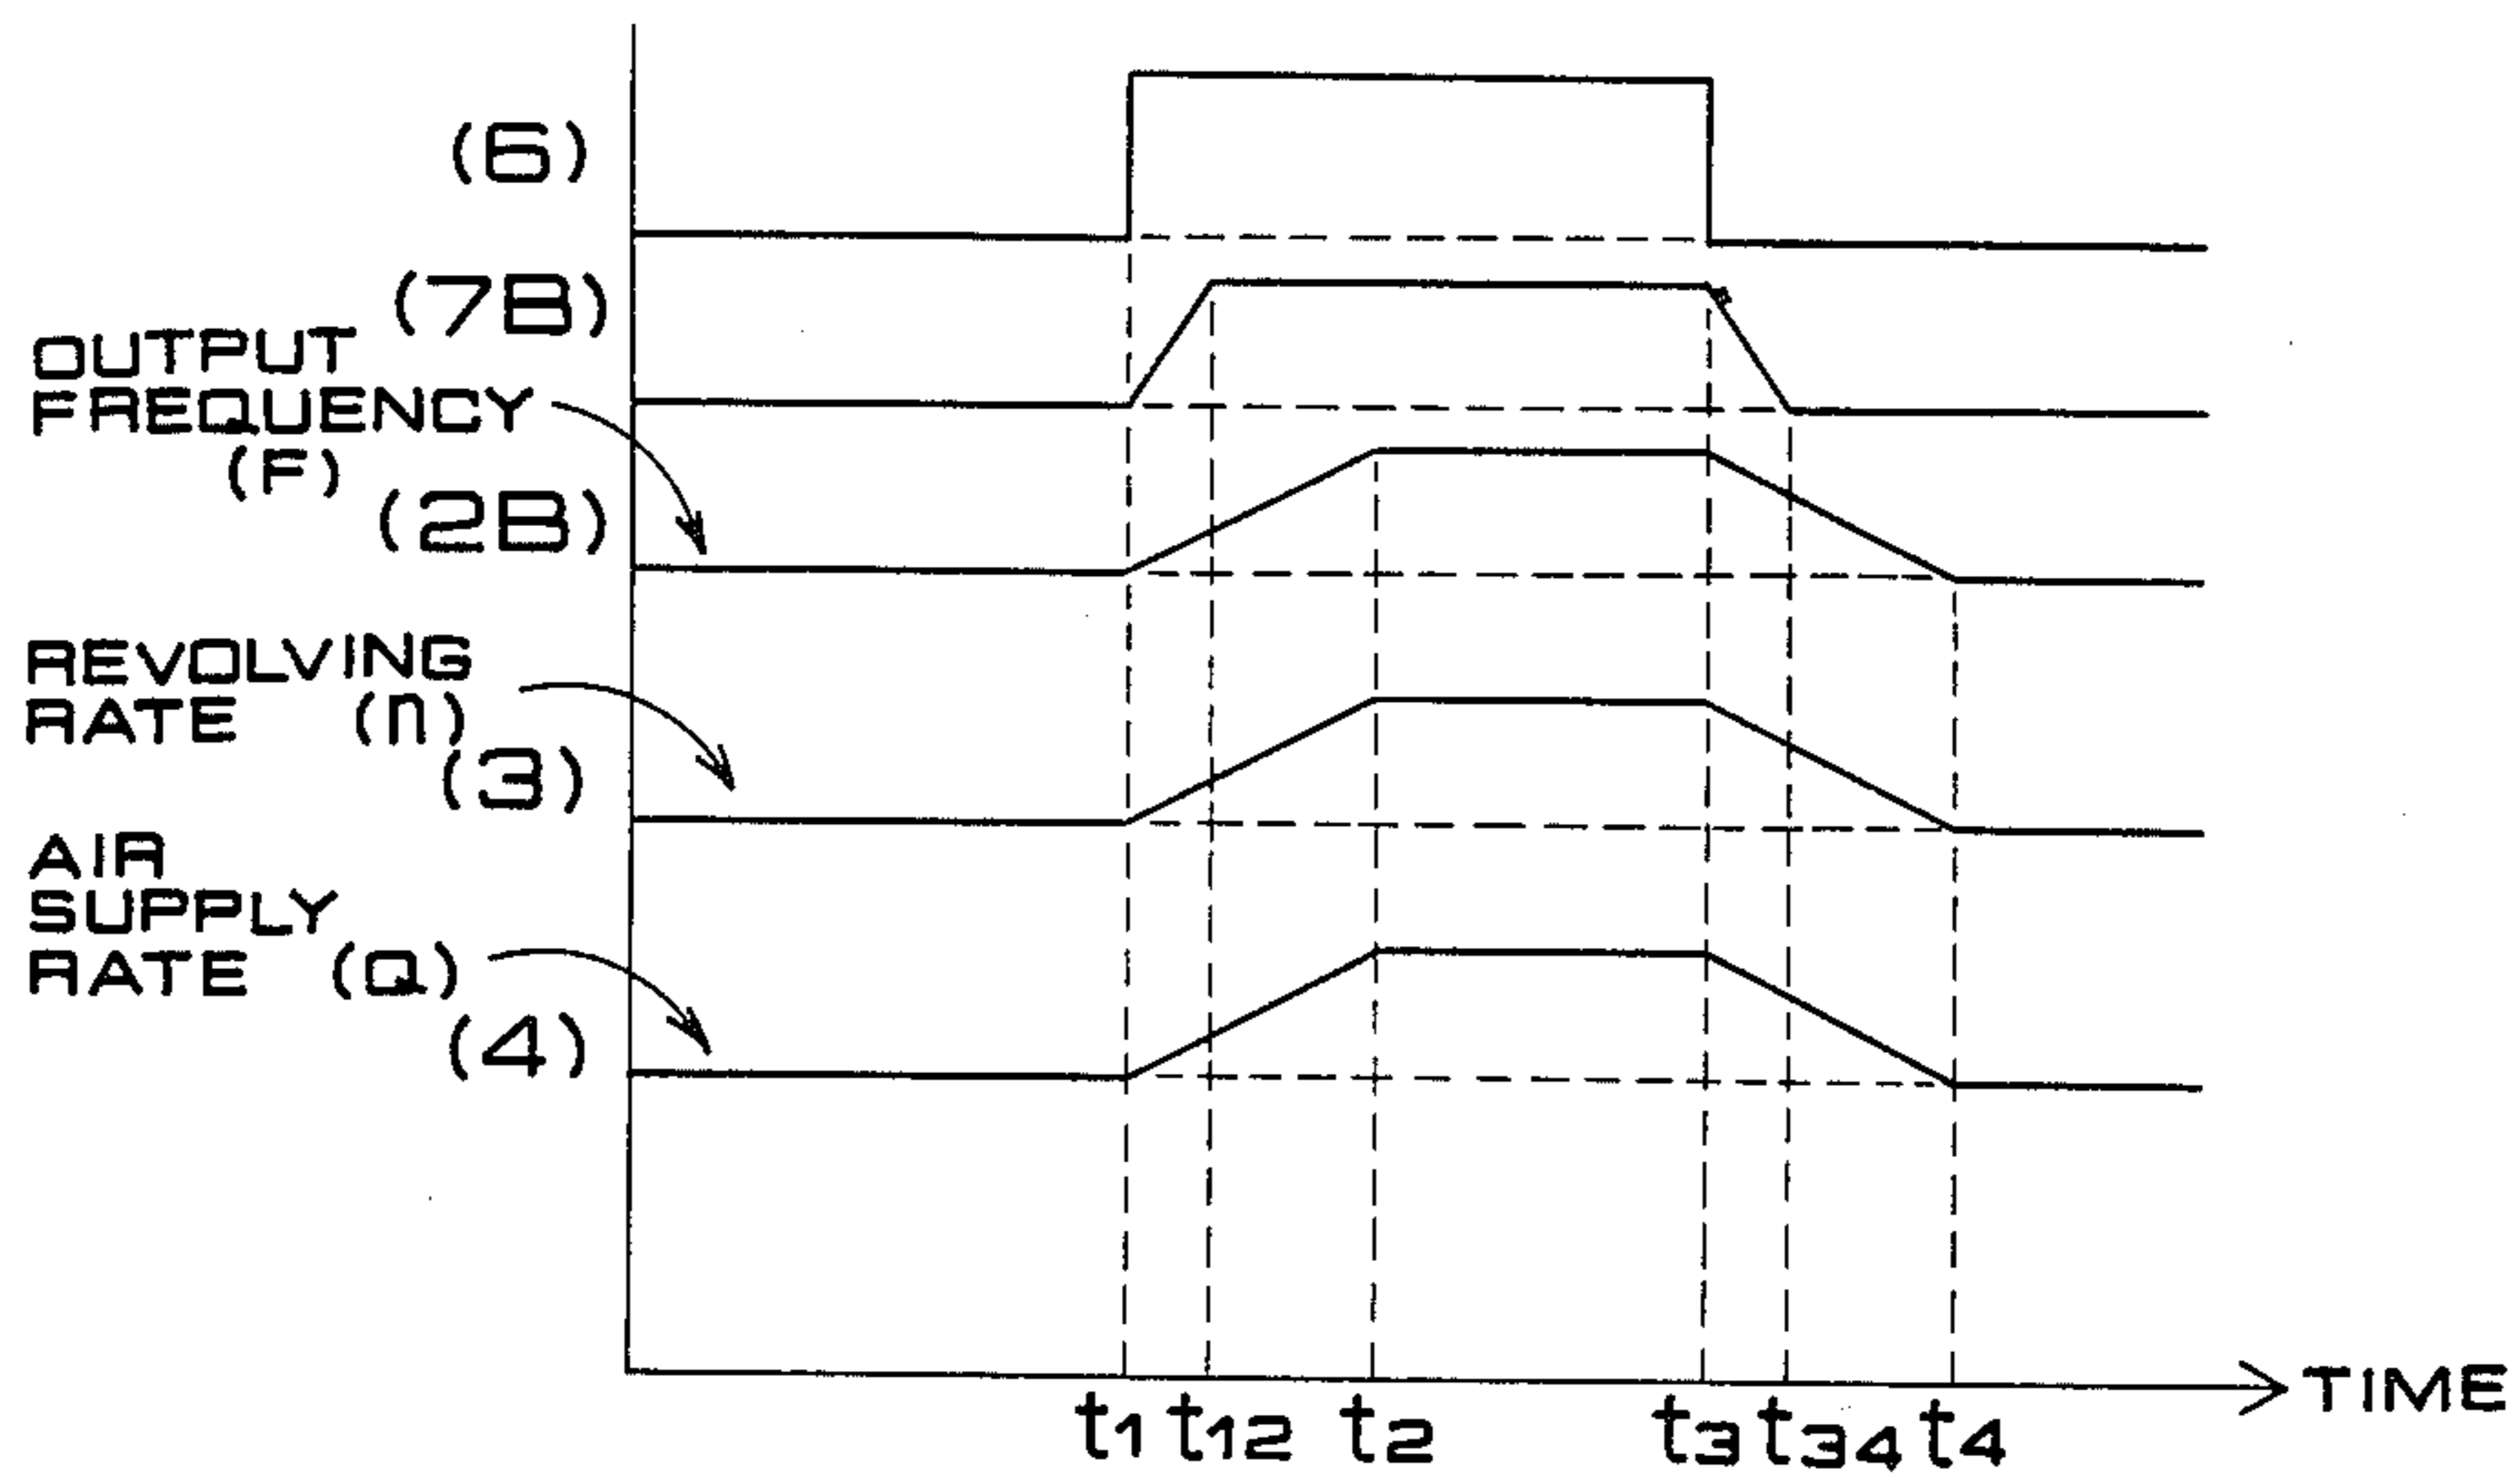 (6)
(7B)
OUTPUT
FREQUENCY
(F)
(2B)
REVOLVING
RATE (N)
(3)
AIR
SUPPLY
RATE (Q)
(4)
t1 t12 t2 t3 t34 t4
TIME